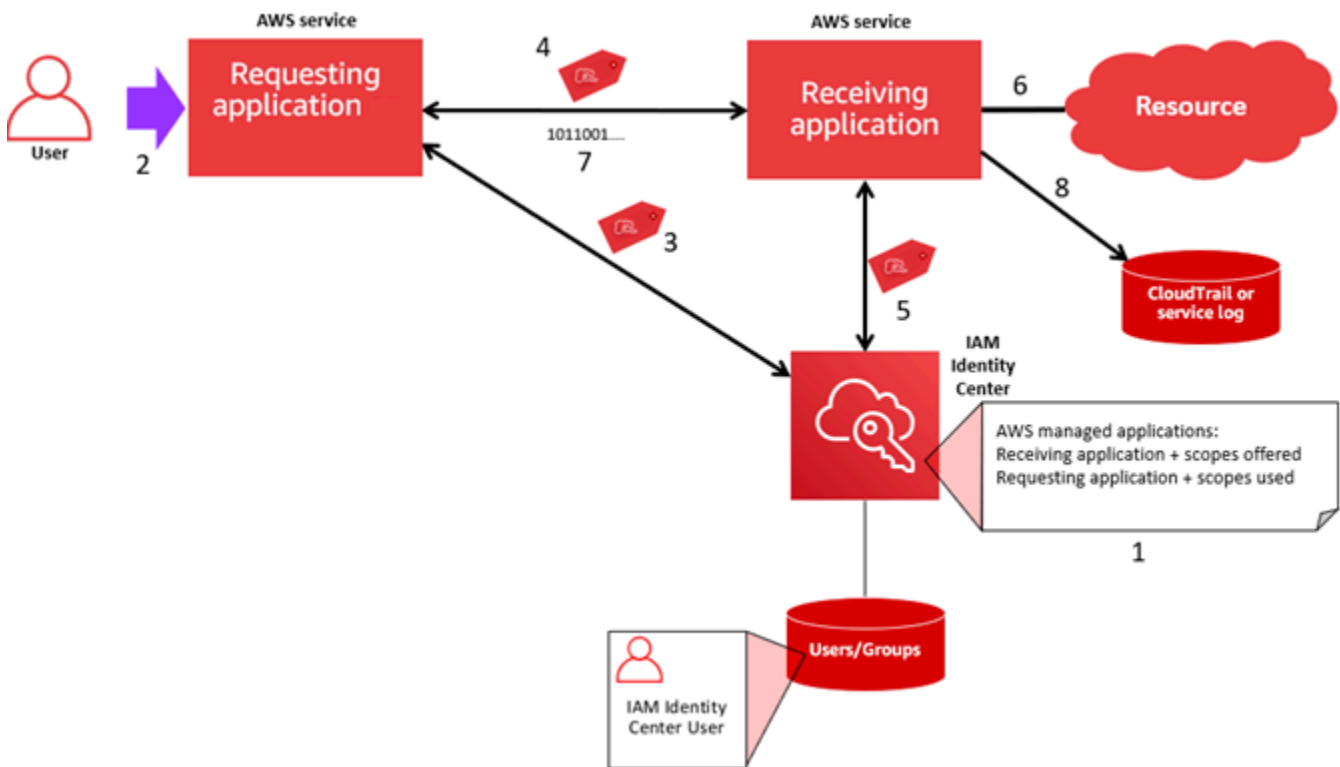 AWS service
Requesting
application
User
2
4
1011001....
7
AWS service
Receiving
application
6
Resource
8
CloudTrail or
service log
3
5
IAM
Identity
Center
AWS managed applications:
Receiving application + scopes offered
Requesting application + scopes used
1
Users/Groups
IAM Identity
Center User